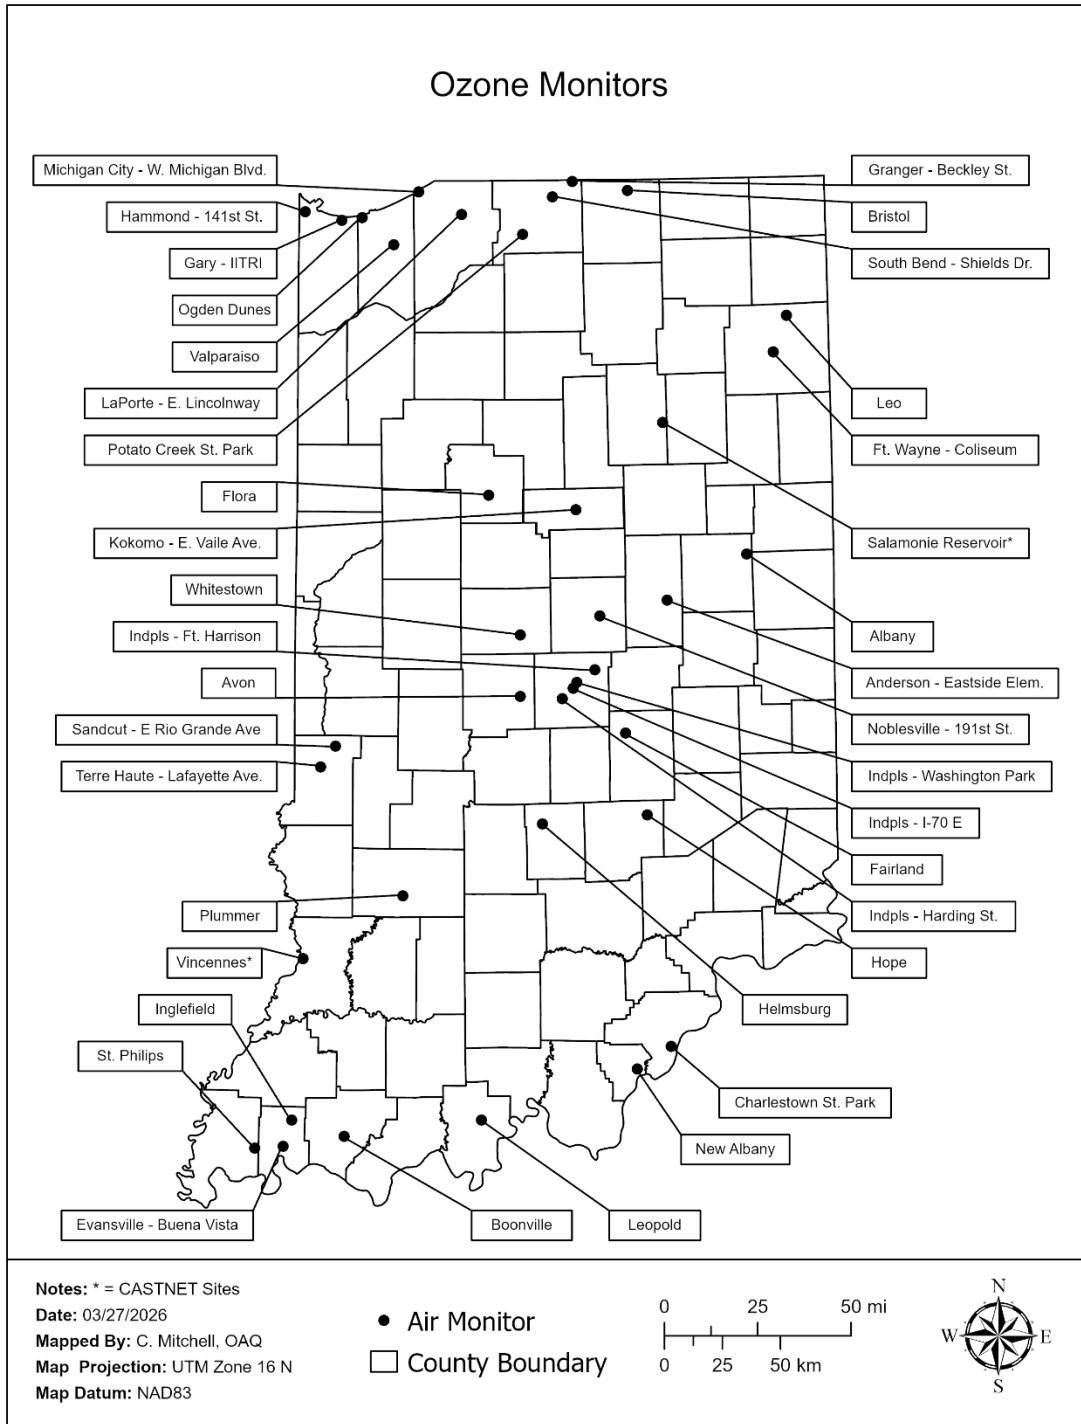 Ozone Monitors
Michigan City - W. Michigan Blvd.
Hammond - 141st St.
Gary - IITRI
Ogden Dunes
Valparaiso
LaPorte - E. Lincolnway
Potato Creek St. Park
Flora
Kokomo - E. Vaile Ave.
Whitestown
Indpls - Ft. Harrison
Avon
Sandcut - E Rio Grande Ave
Terre Haute - Lafayette Ave.
Plummer
Vincennes*
Inglefield
St. Philips
Evansville - Buena Vista
Granger - Beckley St.
Bristol
South Bend - Shields Dr.
Leo
Ft. Wayne - Coliseum
Salamonie Reservoir*
Albany
Anderson - Eastside Elem.
Noblesville - 191st St.
Indpls - Washington Park
Indpls - I-70 E
Fairland
Indpls - Harding St.
Hope
Helmsburg
Charlestown St. Park
New Albany
Boonville
Leopold
Notes: * = CASTNET Sites
Date: 03/27/2026
Mapped By: C. Mitchell, OAQ
Map Projection: UTM Zone 16 N
Map Datum: NAD83
Air Monitor
County Boundary
0 25 50 mi
0 25 50 km
N
W E
S